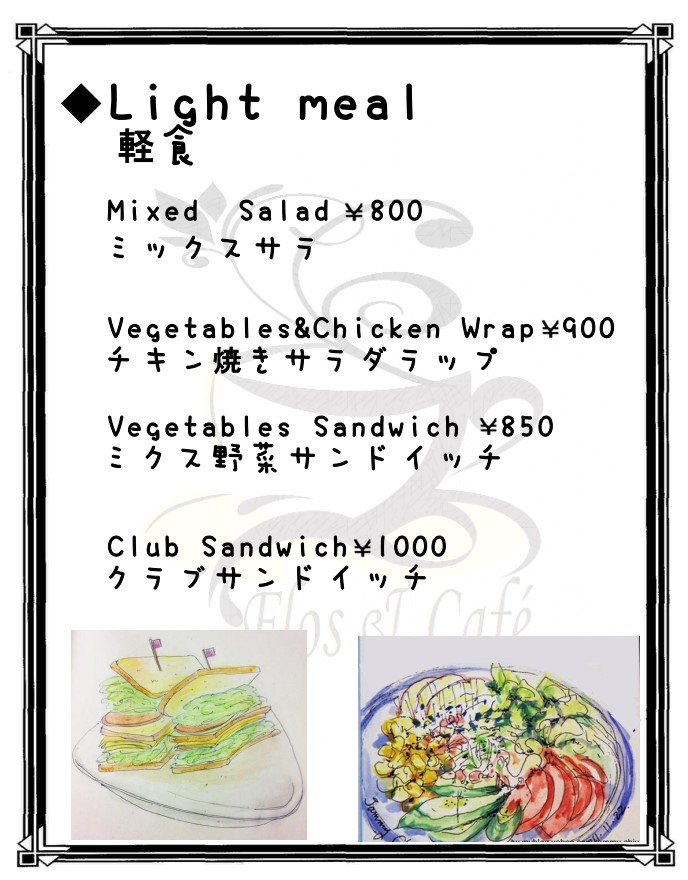 ◆Light meal
軽食
Mixed Salad ¥800
ミックスサラ
Vegetables&Chicken Wrap¥900
チキン焼きサラダラップ
Vegetables Sandwich ¥850
ミクス野菜サンドイッチ
Club Sandwich¥1000
クラブサンドイッチ
Flos BT Café